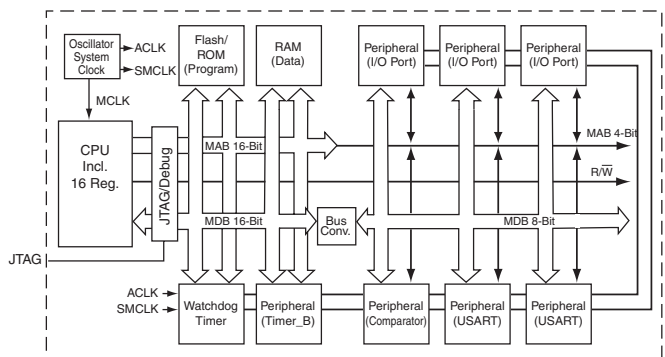 Oscillator
System
Clock
ACLK
SMCLK
MCLK
Flash/
ROM
(Program)
RAM
(Data)
Peripheral
(I/O Port)
Peripheral
(I/O Port)
Peripheral
(I/O Port)
CPU
Incl.
16 Reg.
JTAG/Debug
MAB 16-Bit
MAB 4-Bit
R/W
MDB 16-Bit
Bus
Conv.
MDB 8-Bit
JTAG
ACLK
SMCLK
Watchdog
Timer
Peripheral
(Timer_B)
Peripheral
(Comparator)
Peripheral
(USART)
Peripheral
(USART)